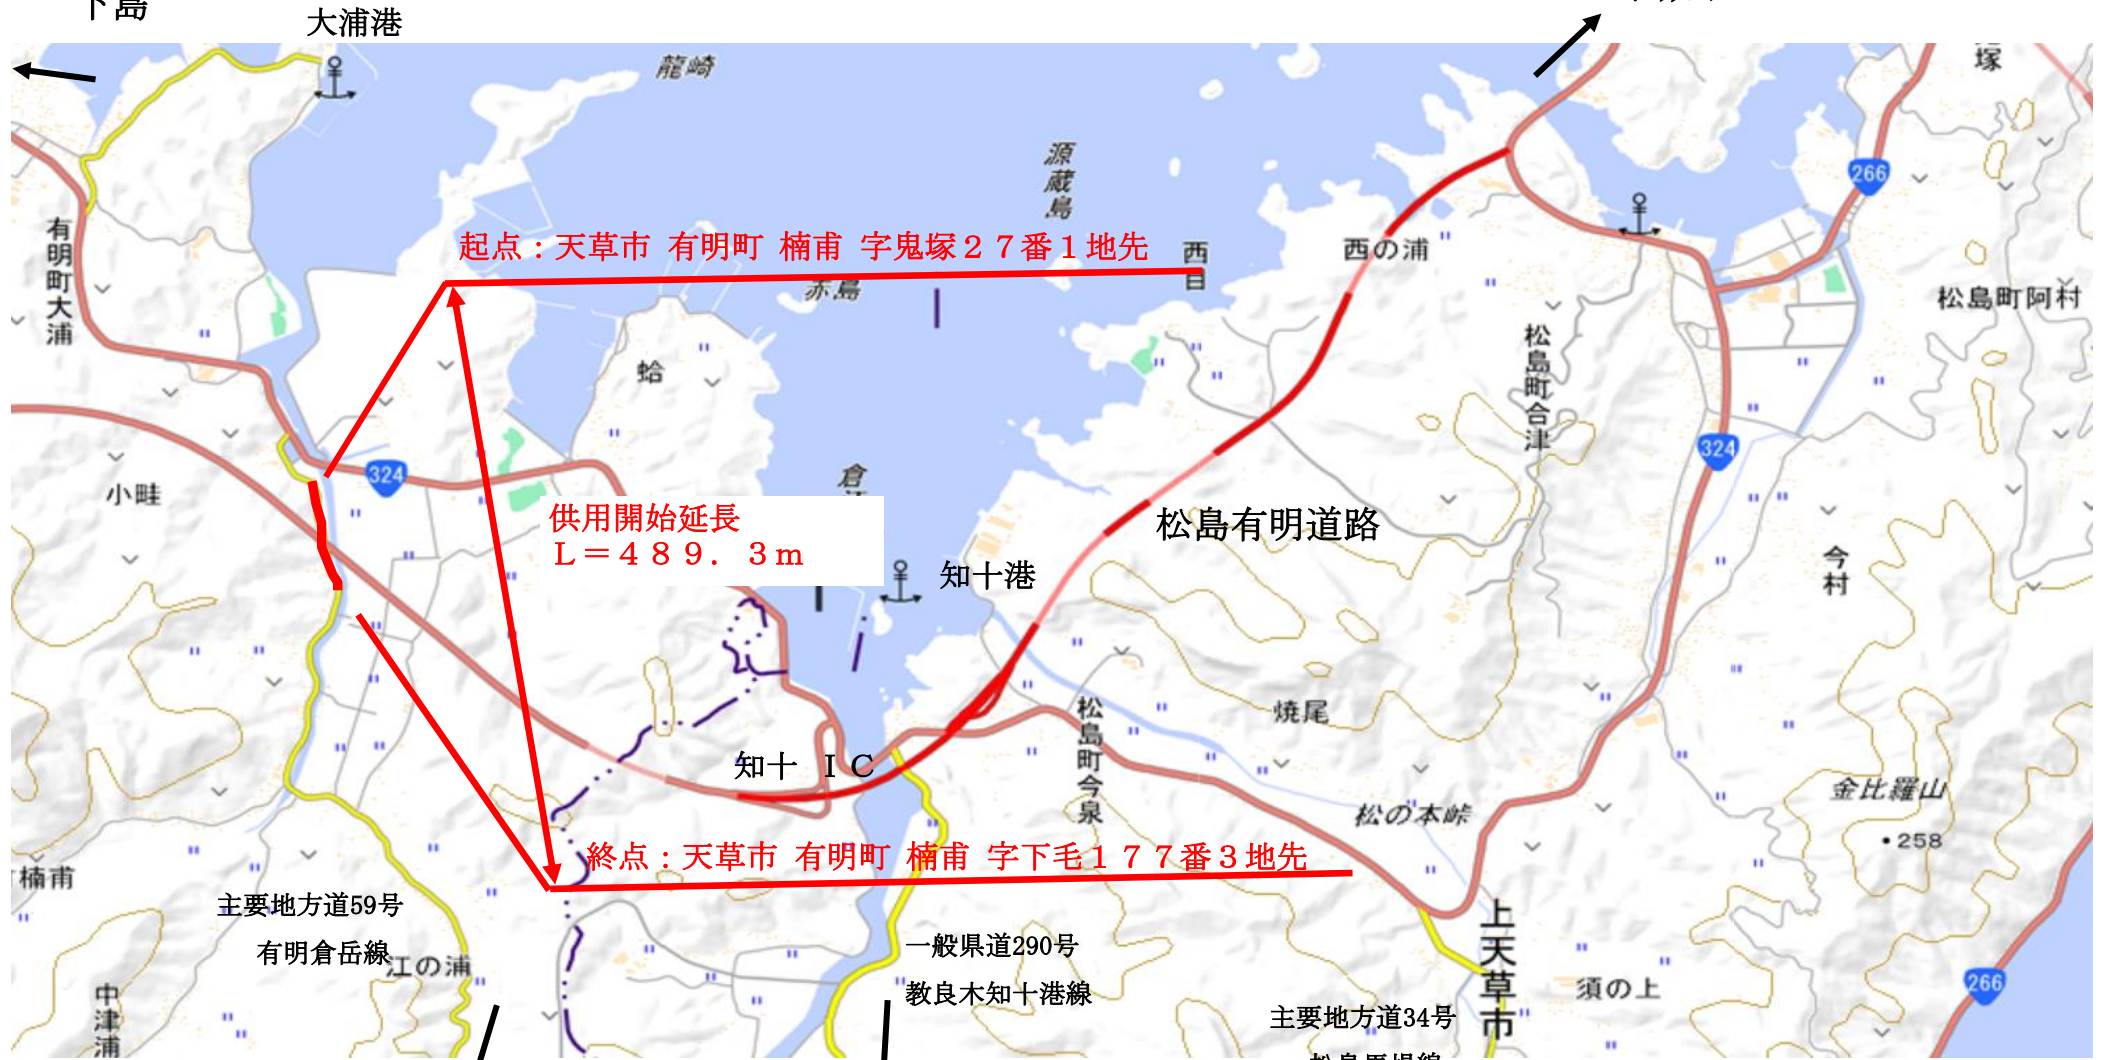 下島
大浦港
龍崎
塚
源蔵島
266
有明町大浦
起点：天草市 有明町 楠甫 字鬼塚２７番１地先
西目
西の浦
赤島
松島町阿村
蛤
松島町合津
324
324
小畦
供用開始延長
Ｌ＝４８９．３ｍ
松島有明道路
知十港
今村
松島町今泉
焼尾
知十 ＩＣ
金比羅山
258
松の本峠
終点：天草市 有明町 楠甫 字下毛１７７番３地先
楠甫
主要地方道59号
有明倉岳線
江の浦
一般県道290号
教良木知十港線
上天草市
須の上
266
中津浦
主要地方道34号